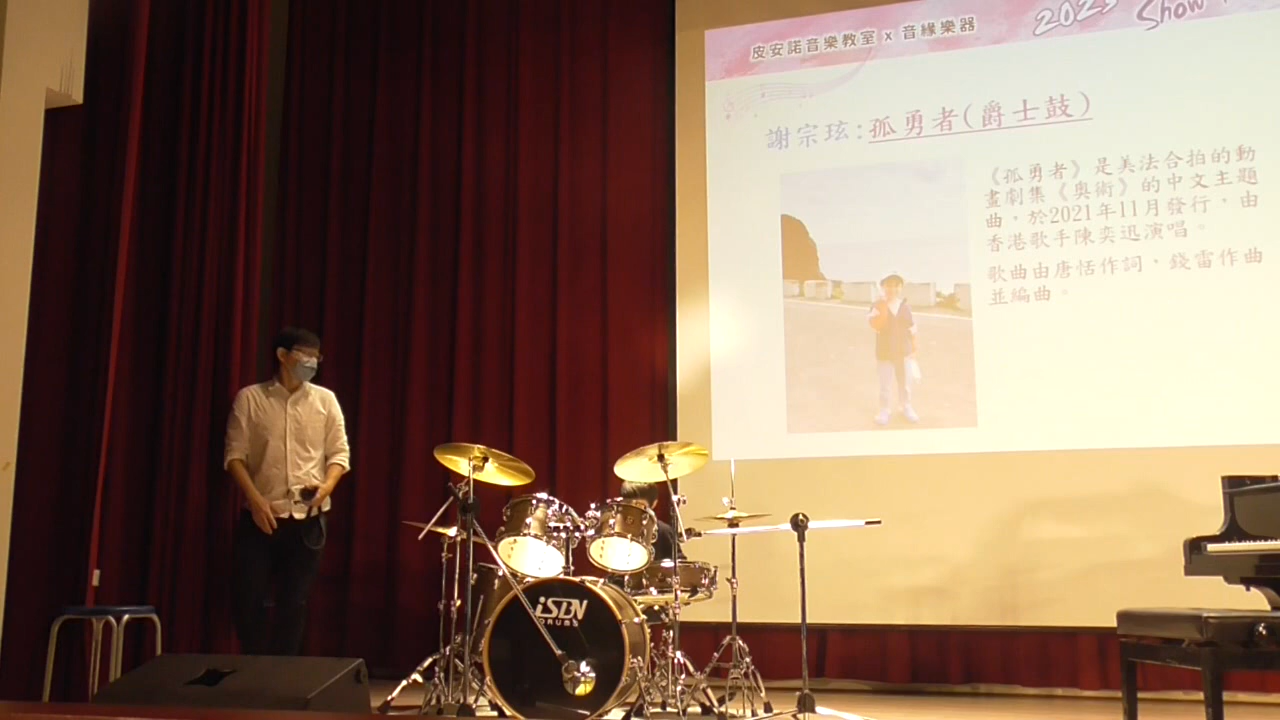 皮安諾音樂教室 x 音緣樂器
2023
Show
謝宗玹:孤勇者(爵士鼓)
《孤勇者》是美法合拍的動
畫劇集《奧術》的中文主題
曲，於2021年11月發行，由
香港歌手陳奕迅演唱。
歌曲由唐恬作詞，錢雷作曲
並編曲。
iSBN
DRUMS